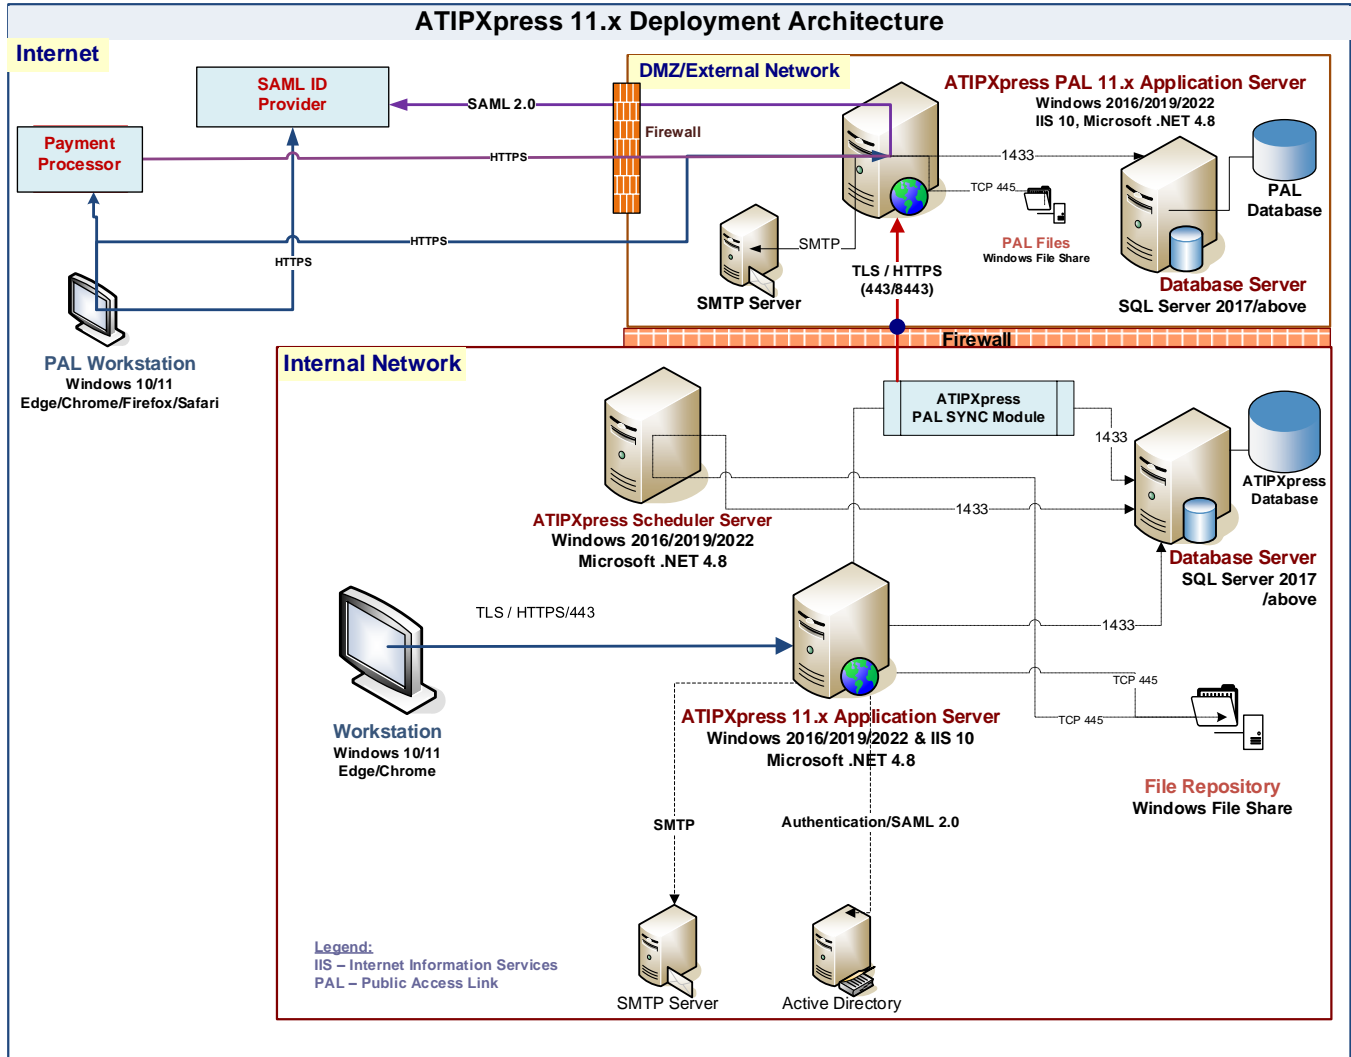 ATIPXpress 11.x Deployment Architecture
Internet
SAML ID
Provider
Payment
Processor
SAML 2.0
HTTPS
HTTPS
HTTPS
PAL Workstation
Windows 10/11
Edge/Chrome/Firefox/Safari
DMZ/External Network
Firewall
ATIPXpress PAL 11.x Application Server
Windows 2016/2019/2022
IIS 10, Microsoft .NET 4.8
1433
TCP 445
PAL
Database
PAL Files
Windows File Share
SMTP
SMTP Server
TLS / HTTPS
(443/8443)
Database Server
SQL Server 2017/above
Firewall
Internal Network
ATIPXpress
PAL SYNC Module
1433
ATIPXpress
Database
ATIPXpress Scheduler Server
Windows 2016/2019/2022
Microsoft .NET 4.8
1433
Database Server
SQL Server 2017
/above
TLS / HTTPS/443
1433
TCP 445
TCP 445
Workstation
Windows 10/11
Edge/Chrome
ATIPXpress 11.x Application Server
Windows 2016/2019/2022 & IIS 10
Microsoft .NET 4.8
File Repository
Windows File Share
SMTP
Authentication/SAML 2.0
Legend:
IIS – Internet Information Services
PAL – Public Access Link
SMTP Server
Active Directory